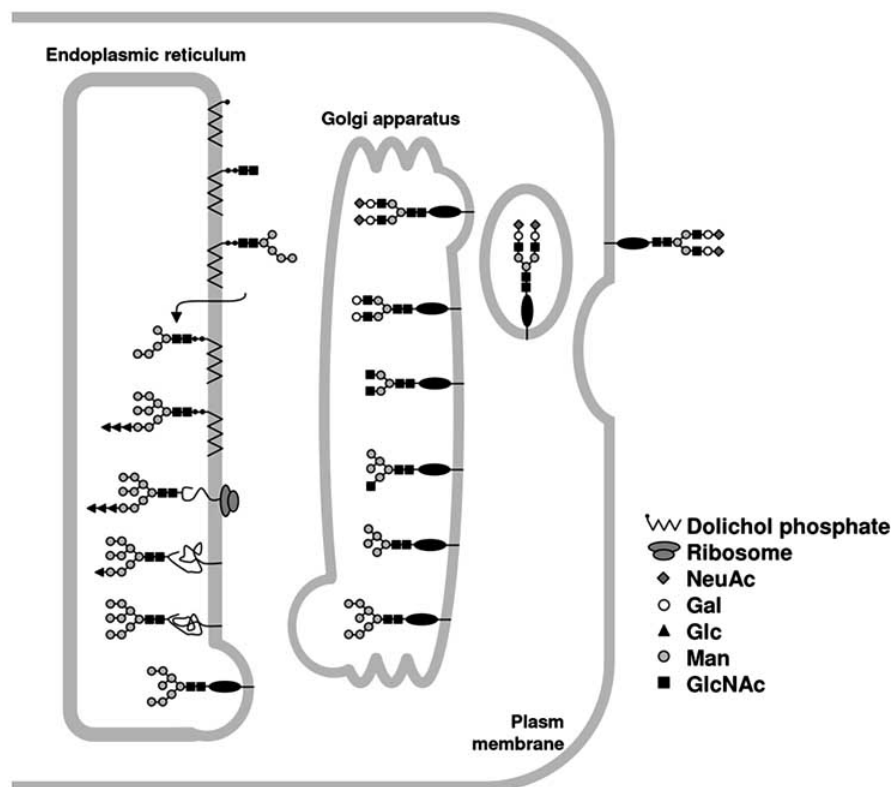 Endoplasmic reticulum
Golgi apparatus
Dolichol phosphate
Ribosome
NeuAc
Gal
Glc
Man
GlcNAc
Plasm
membrane